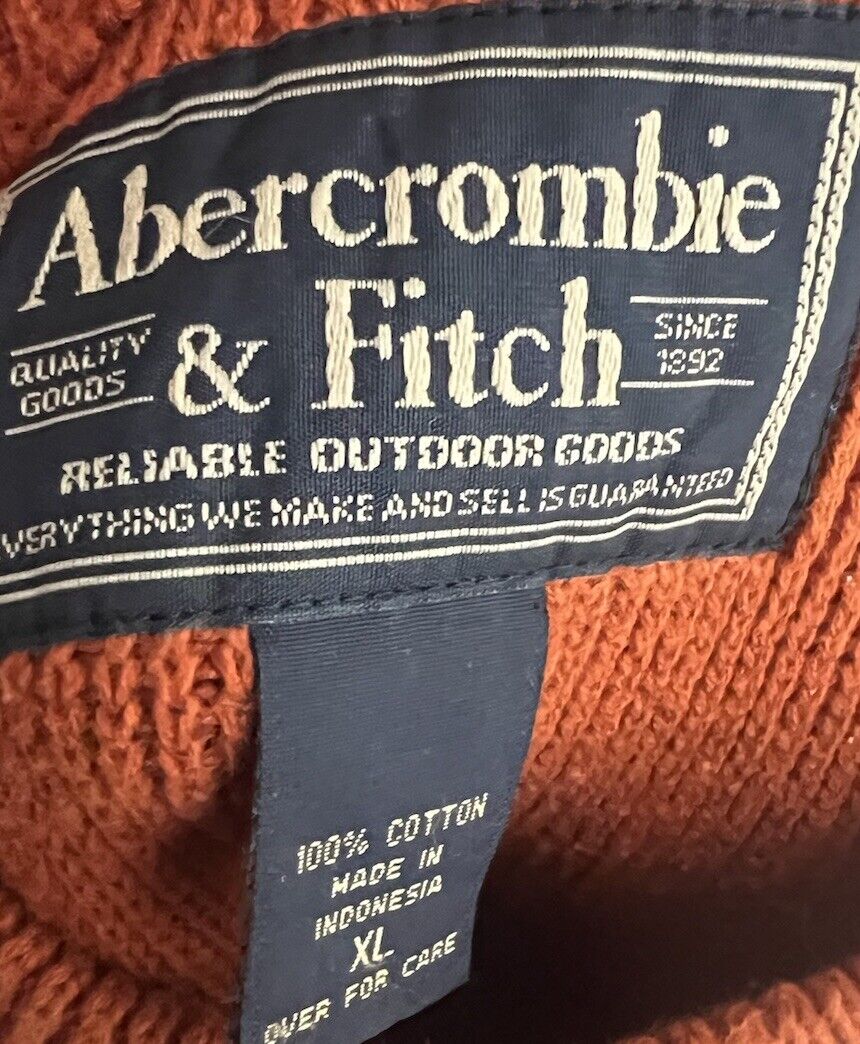 Abercrombie
& Fitch
QUALITY
GOODS
SINCE
1892
RELIABLE OUTDOOR GOODS
VERYTHING WE MAKE AND SELL IS GUARANTEED
100% COTTON
MADE IN
INDONESIA
XL
OVER FOR CARE